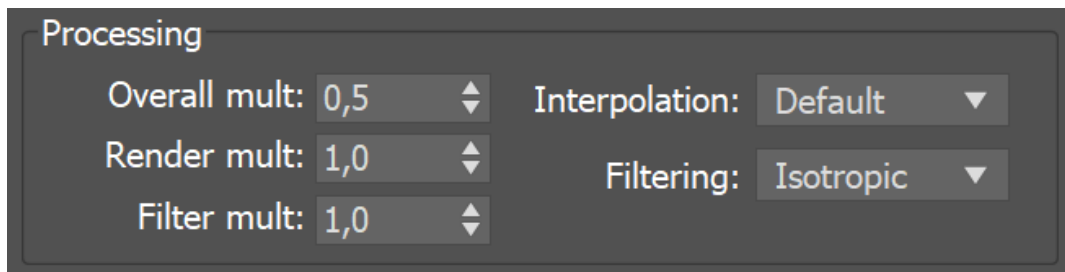 Processing
Overall mult: 0,5
Interpolation: Default
Render mult: 1,0
Filtering: Isotropic
Filter mult: 1,0